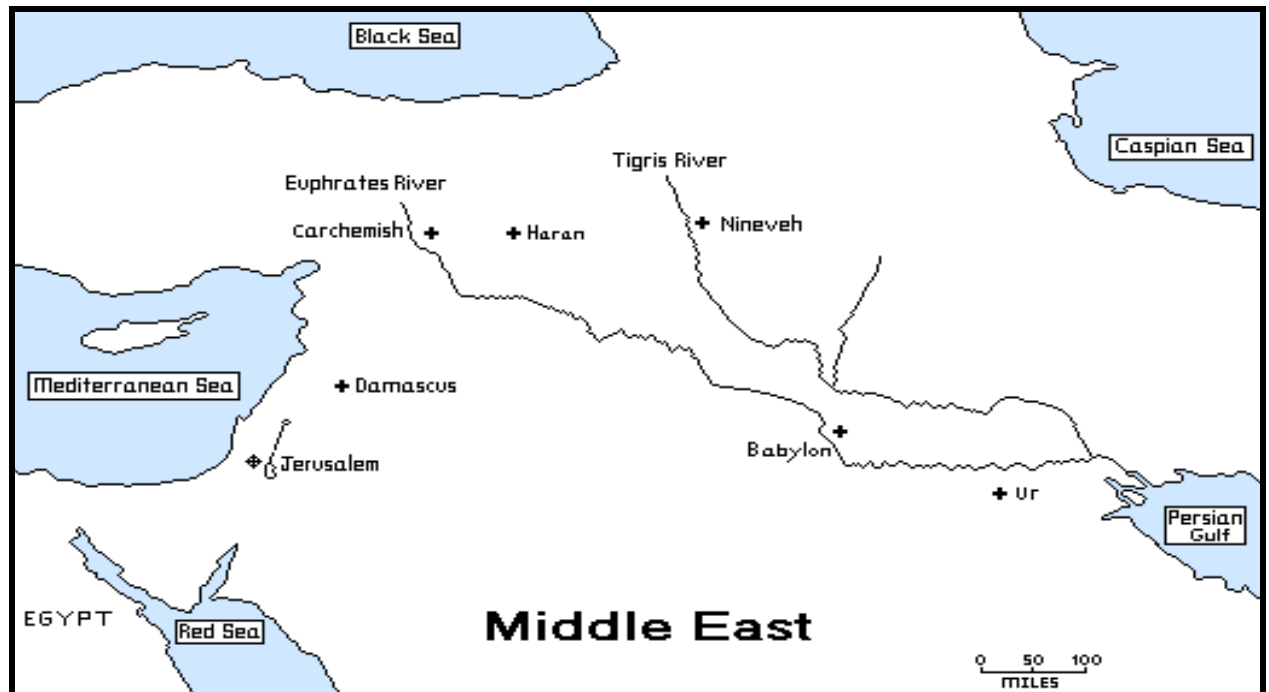 Black Sea
Caspian Sea
Tigris River
Euphrates River
Carchemish
Haran
Nineveh
Mediterranean Sea
Damascus
Babylon
Jerusalem
Ur
Persian
Gulf
EGYPT
Red Sea
Middle East
0 50 100
MILES